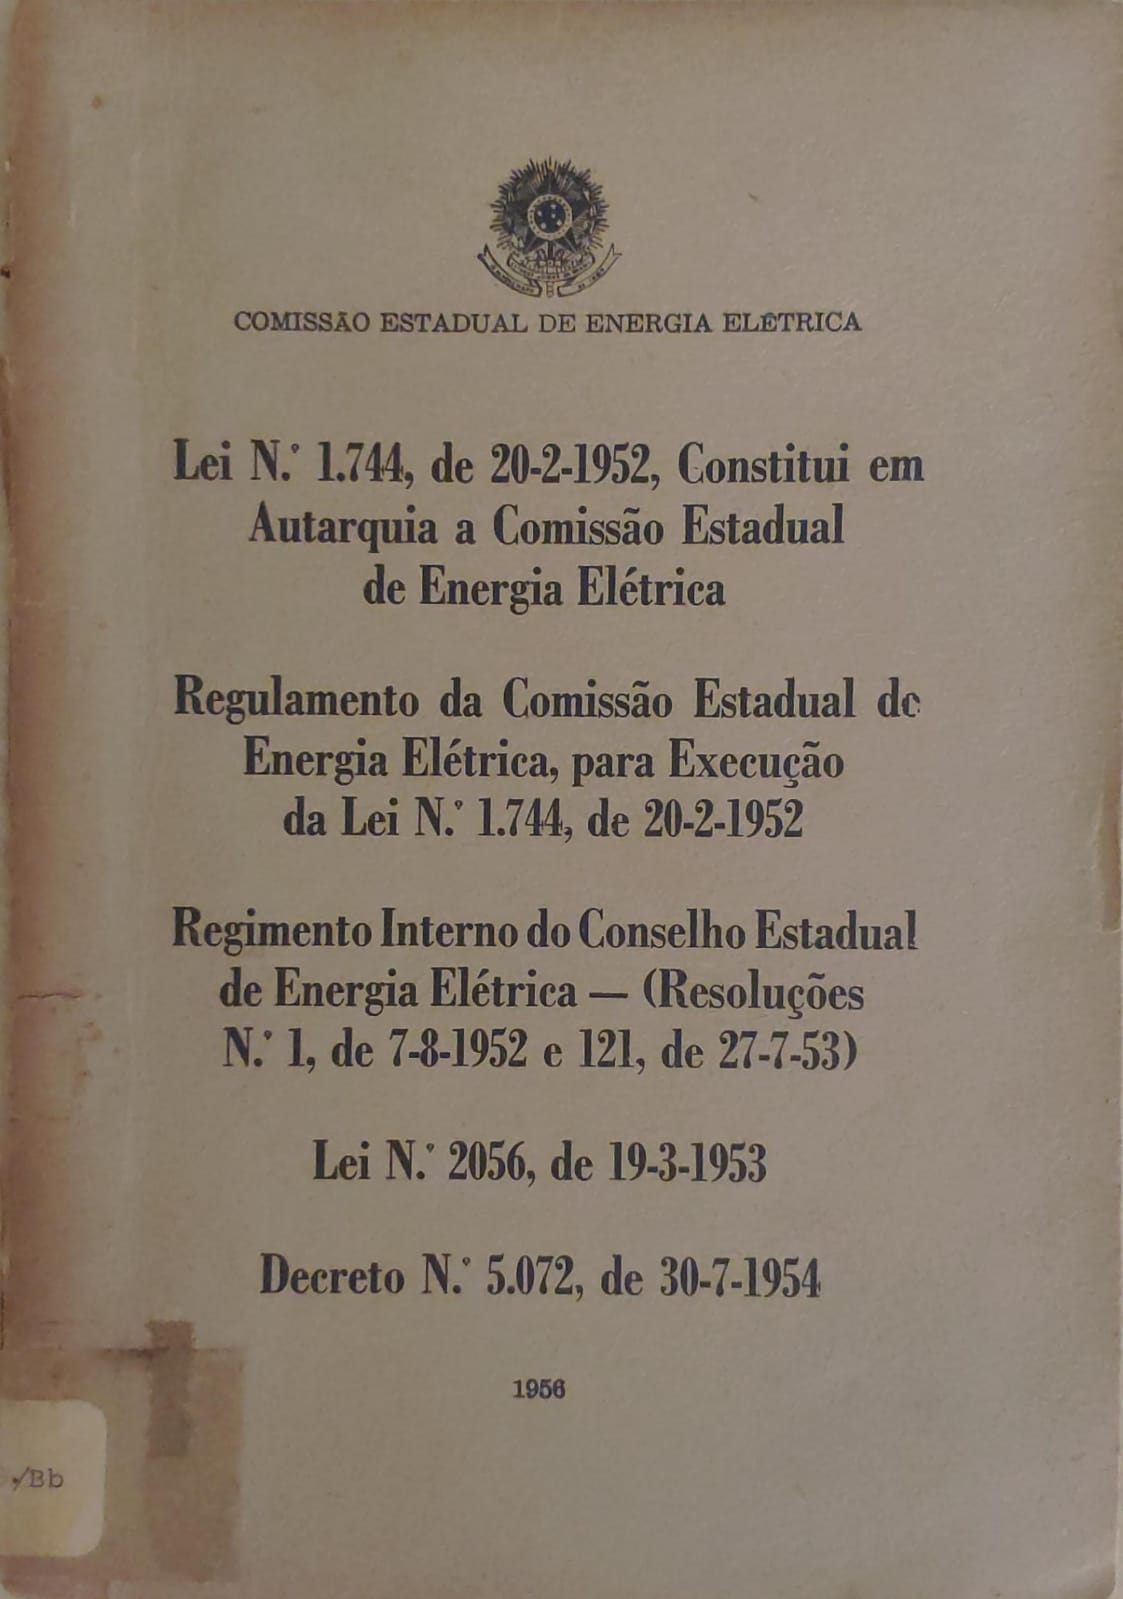 COMISSÃO ESTADUAL DE ENERGIA ELÉTRICA
Lei N.° 1.744, de 20-2-1952, Constitui em
Autarquia a Comissão Estadual
de Energia Elétrica
Regulamento da Comissão Estadual de
Energia Elétrica, para Execução
da Lei N.° 1.744, de 20-2-1952
Regimento Interno do Conselho Estadual
de Energia Elétrica — (Resoluções
N.° 1, de 7-8-1952 e 121, de 27-7-53)
Lei N.° 2056, de 19-3-1953
Decreto N.° 5.072, de 30-7-1954
1956
./Bb